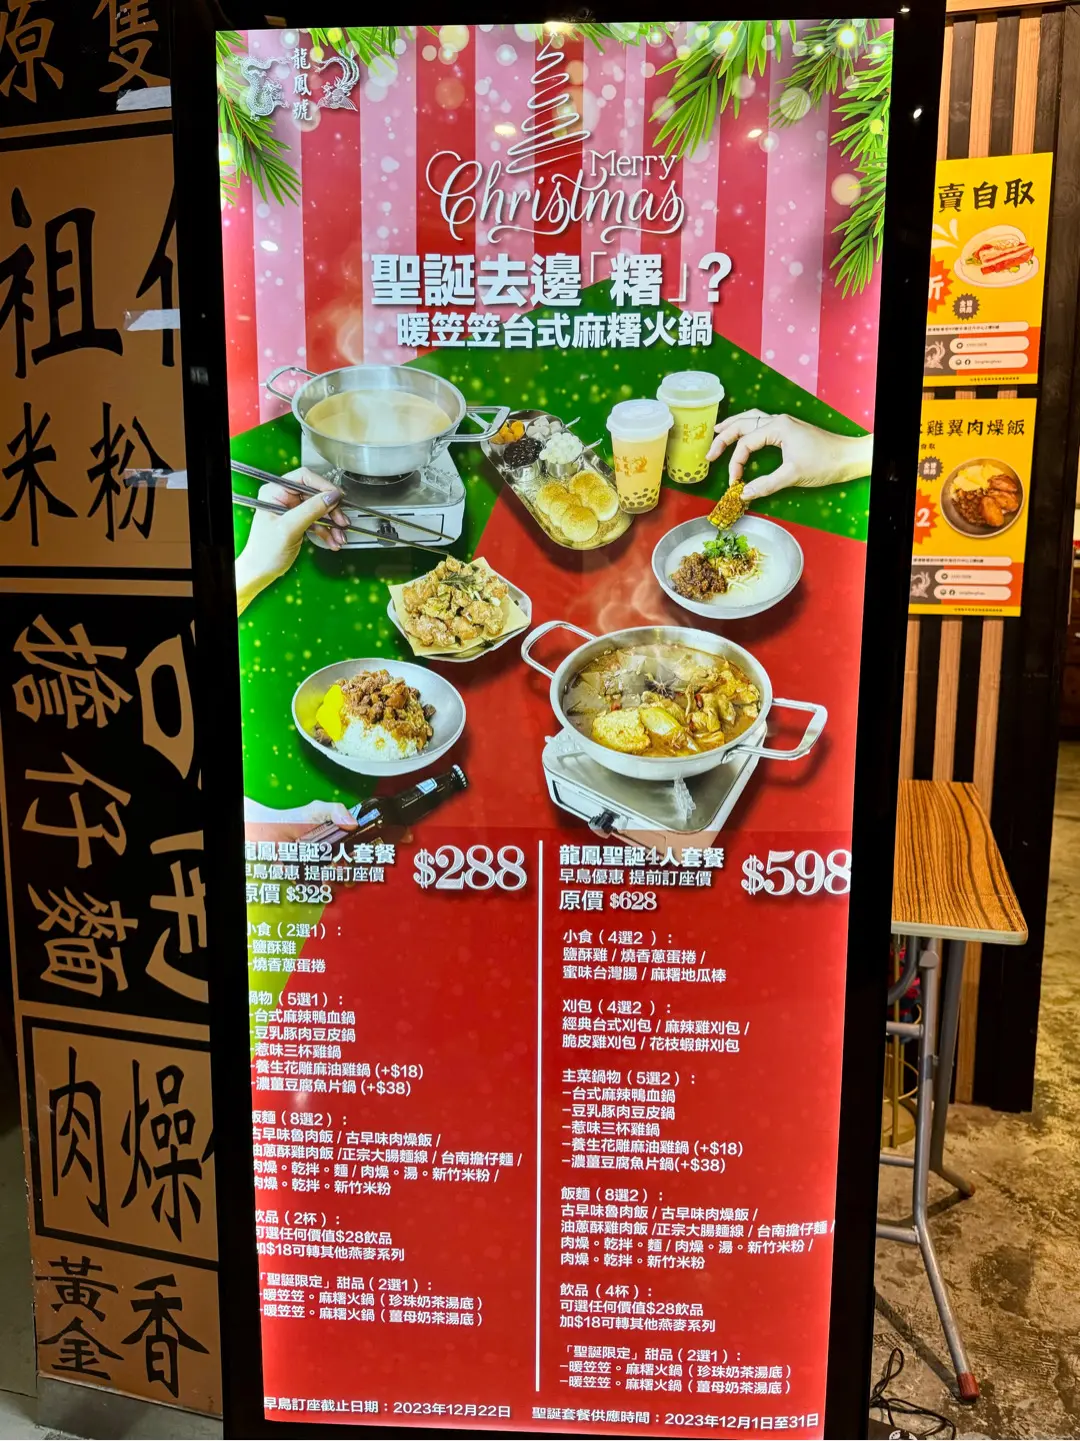 龍鳳號
Merry
Christmas
聖誕去邊「糬」?
暖笠笠台式麻糬火鍋
龍鳳聖誕2人套餐
早鳥優惠 提前訂座價
原價 $328
$288
小食（2選1）：
–鹽酥雞
–燒香蔥蛋捲
鍋物（5選1）：
–台式麻辣鴨血鍋
–豆乳豚肉豆皮鍋
–惹味三杯雞鍋
–養生花雕麻油雞鍋 (+$18)
–濃薑豆腐魚片鍋 (+$38)
飯麵（8選2）：
古早味魯肉飯 / 古早味肉燥飯 /
油蔥酥雞肉飯 /正宗大腸麵線 / 台南擔仔麵 /
肉燥。乾拌。麵 / 肉燥。湯。新竹米粉 /
肉燥。乾拌。新竹米粉
飲品（2杯）：
可選任何價值$28飲品
加$18可轉其他燕麥系列
「聖誕限定」甜品（2選1）：
–暖笠笠。麻糬火鍋（珍珠奶茶湯底）
–暖笠笠。麻糬火鍋（薑母奶茶湯底）
龍鳳聖誕4人套餐
早鳥優惠 提前訂座價
原價 $628
$598
小食（4選2 ）：
鹽酥雞 / 燒香蔥蛋捲 /
蜜味台灣腸 / 麻糬地瓜棒
刈包（4選2 ）：
經典台式刈包 / 麻辣雞刈包 /
脆皮雞刈包 / 花枝蝦餅刈包
主菜鍋物（5選2）：
–台式麻辣鴨血鍋
–豆乳豚肉豆皮鍋
–惹味三杯雞鍋
–養生花雕麻油雞鍋 (+$18)
–濃薑豆腐魚片鍋(+$38)
飯麵（8選2）：
古早味魯肉飯 / 古早味肉燥飯 /
油蔥酥雞肉飯 /正宗大腸麵線 / 台南擔仔麵 /
肉燥。乾拌。麵 / 肉燥。湯。新竹米粉 /
肉燥。乾拌。新竹米粉
飲品（4杯）：
可選任何價值$28飲品
加$18可轉其他燕麥系列
「聖誕限定」甜品（2選1）：
–暖笠笠。麻糬火鍋（珍珠奶茶湯底）
–暖笠笠。麻糬火鍋（薑母奶茶湯底）
早鳥訂座截止日期：2023年12月22日
聖誕套餐供應時間：2023年12月1日至31日
原隻
祖
米粉
擔仔麵
肉燥
黃金
香
賣自取
折
雞翼肉燥飯
自取
2